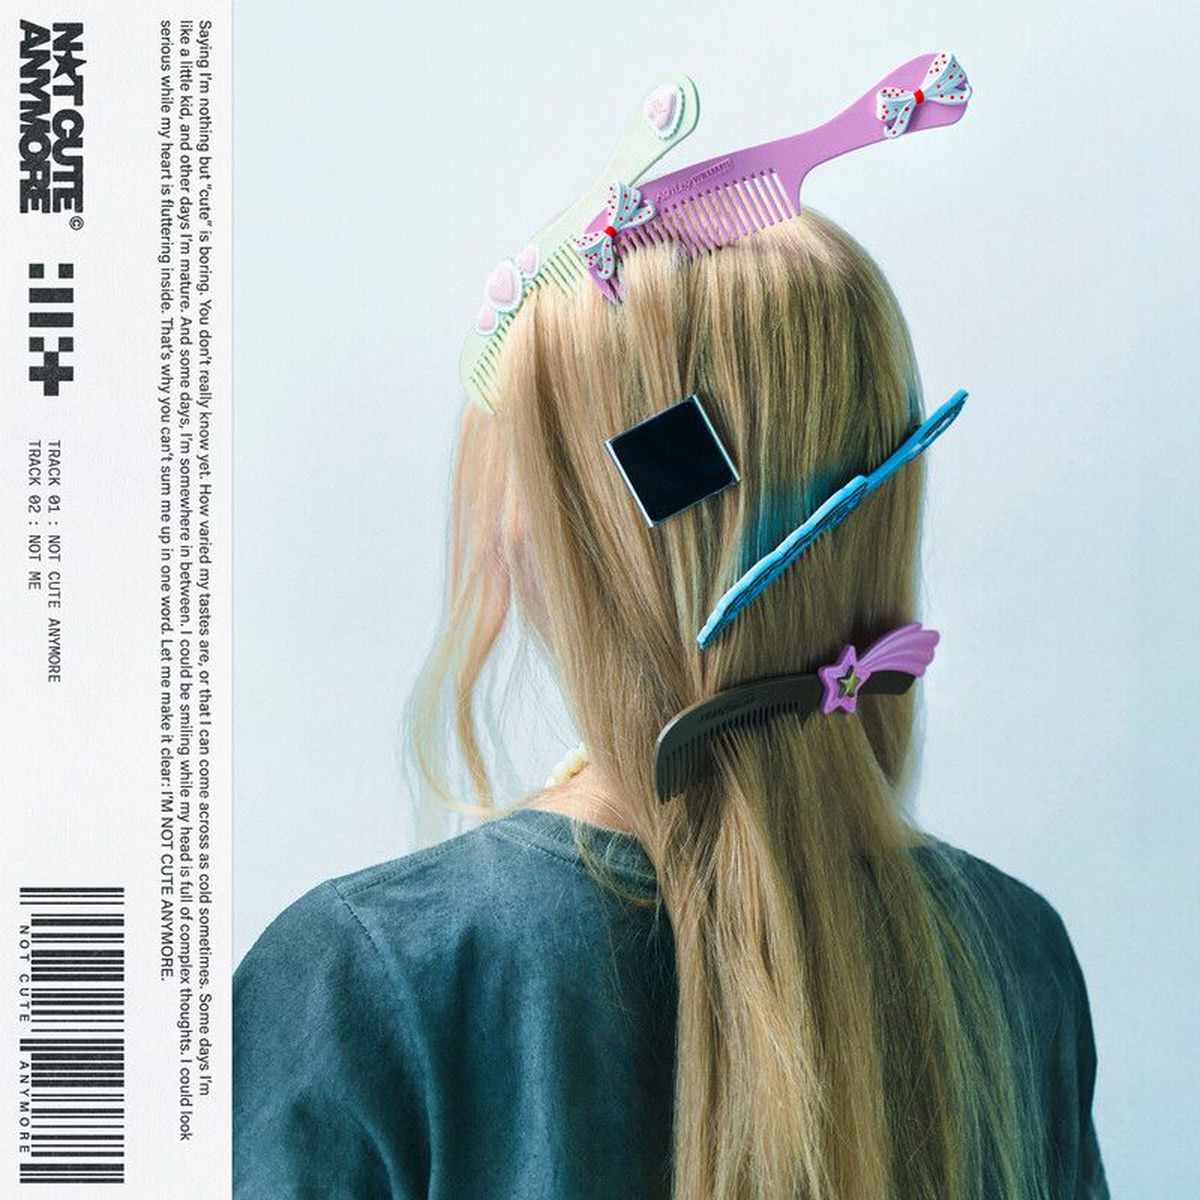 N★T CUTE
ANYMORE©
TRACK 01 : NOT CUTE ANYMORE
TRACK 02 : NOT ME
Saying I'm nothing but "cute" is boring. You don't really know yet. How varied my tastes are, or that I can come across as cold sometimes. Some days I'm
like a little kid, and other days I'm mature. And some days, I'm somewhere in between. I could be smiling while my head is full of complex thoughts. I could look
serious while my heart is fluttering inside. That's why you can't sum me up in one word. Let me make it clear: I'M NOT CUTE ANYMORE.
NOT CUTE ANYMORE
ASHLEY WILLIAMS